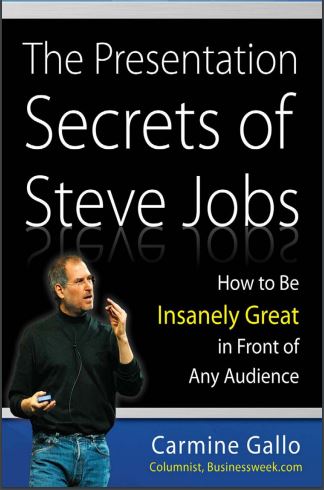 The Presentation
Secrets of
Steve Jobs
How to Be
Insanely Great
in Front of
Any Audience
Carmine Gallo
Columnist, Businessweek.com